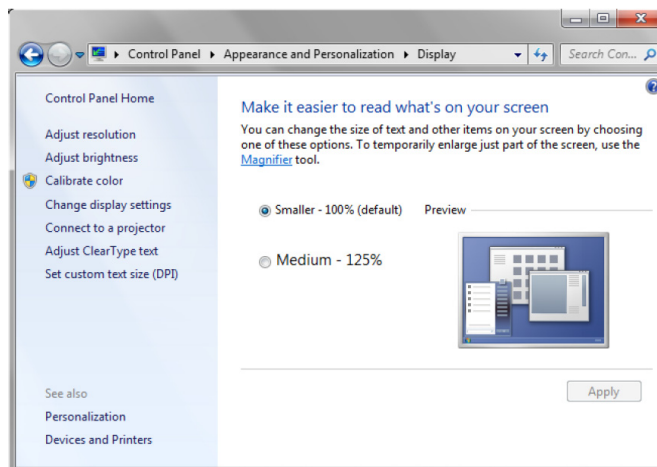 Control Panel ▸ Appearance and Personalization ▸ Display
Search Con...
Control Panel Home
Adjust resolution
Adjust brightness
Calibrate color
Change display settings
Connect to a projector
Adjust ClearType text
Set custom text size (DPI)
See also
Personalization
Devices and Printers
Make it easier to read what's on your screen
You can change the size of text and other items on your screen by choosing
one of these options. To temporarily enlarge just part of the screen, use the
Magnifier tool.
Smaller - 100% (default) Preview
Medium - 125%
Apply